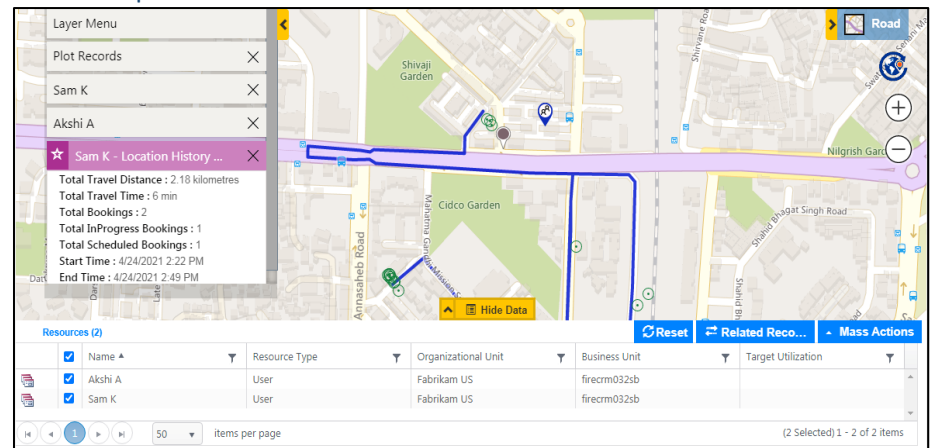 Layer Menu
Plot Records
Sam K
Akshi A
Sam K - Location History ...
Total Travel Distance : 2.18 kilometres
Total Travel Time : 6 min
Total Bookings : 2
Total InProgress Bookings : 1
Total Scheduled Bookings : 1
Start Time : 4/24/2021 2:22 PM
End Time : 4/24/2021 2:49 PM
Road
Shivaji
Garden
Shirvane Roa
Nilgrish Gard
Cidco Garden
Mahatma Gandhi Mission S
Annasaheb Road
Shahid Bhagat Singh Road
Shahid Bha
Hide Data
Resources (2)
Reset
Related Reco...
Mass Actions
Name
Resource Type
Organizational Unit
Business Unit
Target Utilization
Akshi A
User
Fabrikam US
firecrm032sb
Sam K
User
Fabrikam US
firecrm032sb
1
50
items per page
(2 Selected) 1 - 2 of 2 items